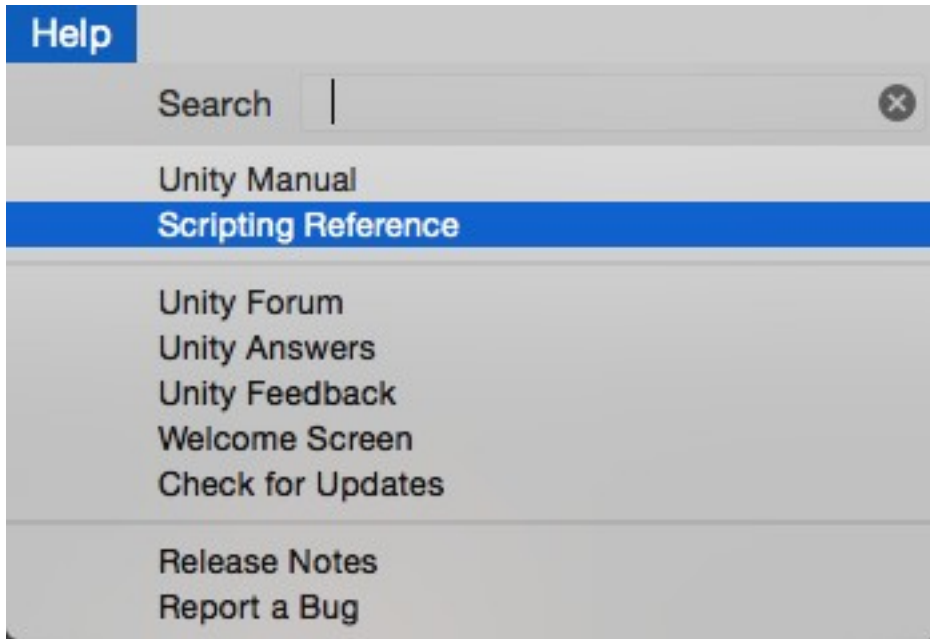 Help
Search
Unity Manual
Scripting Reference
Unity Forum
Unity Answers
Unity Feedback
Welcome Screen
Check for Updates
Release Notes
Report a Bug